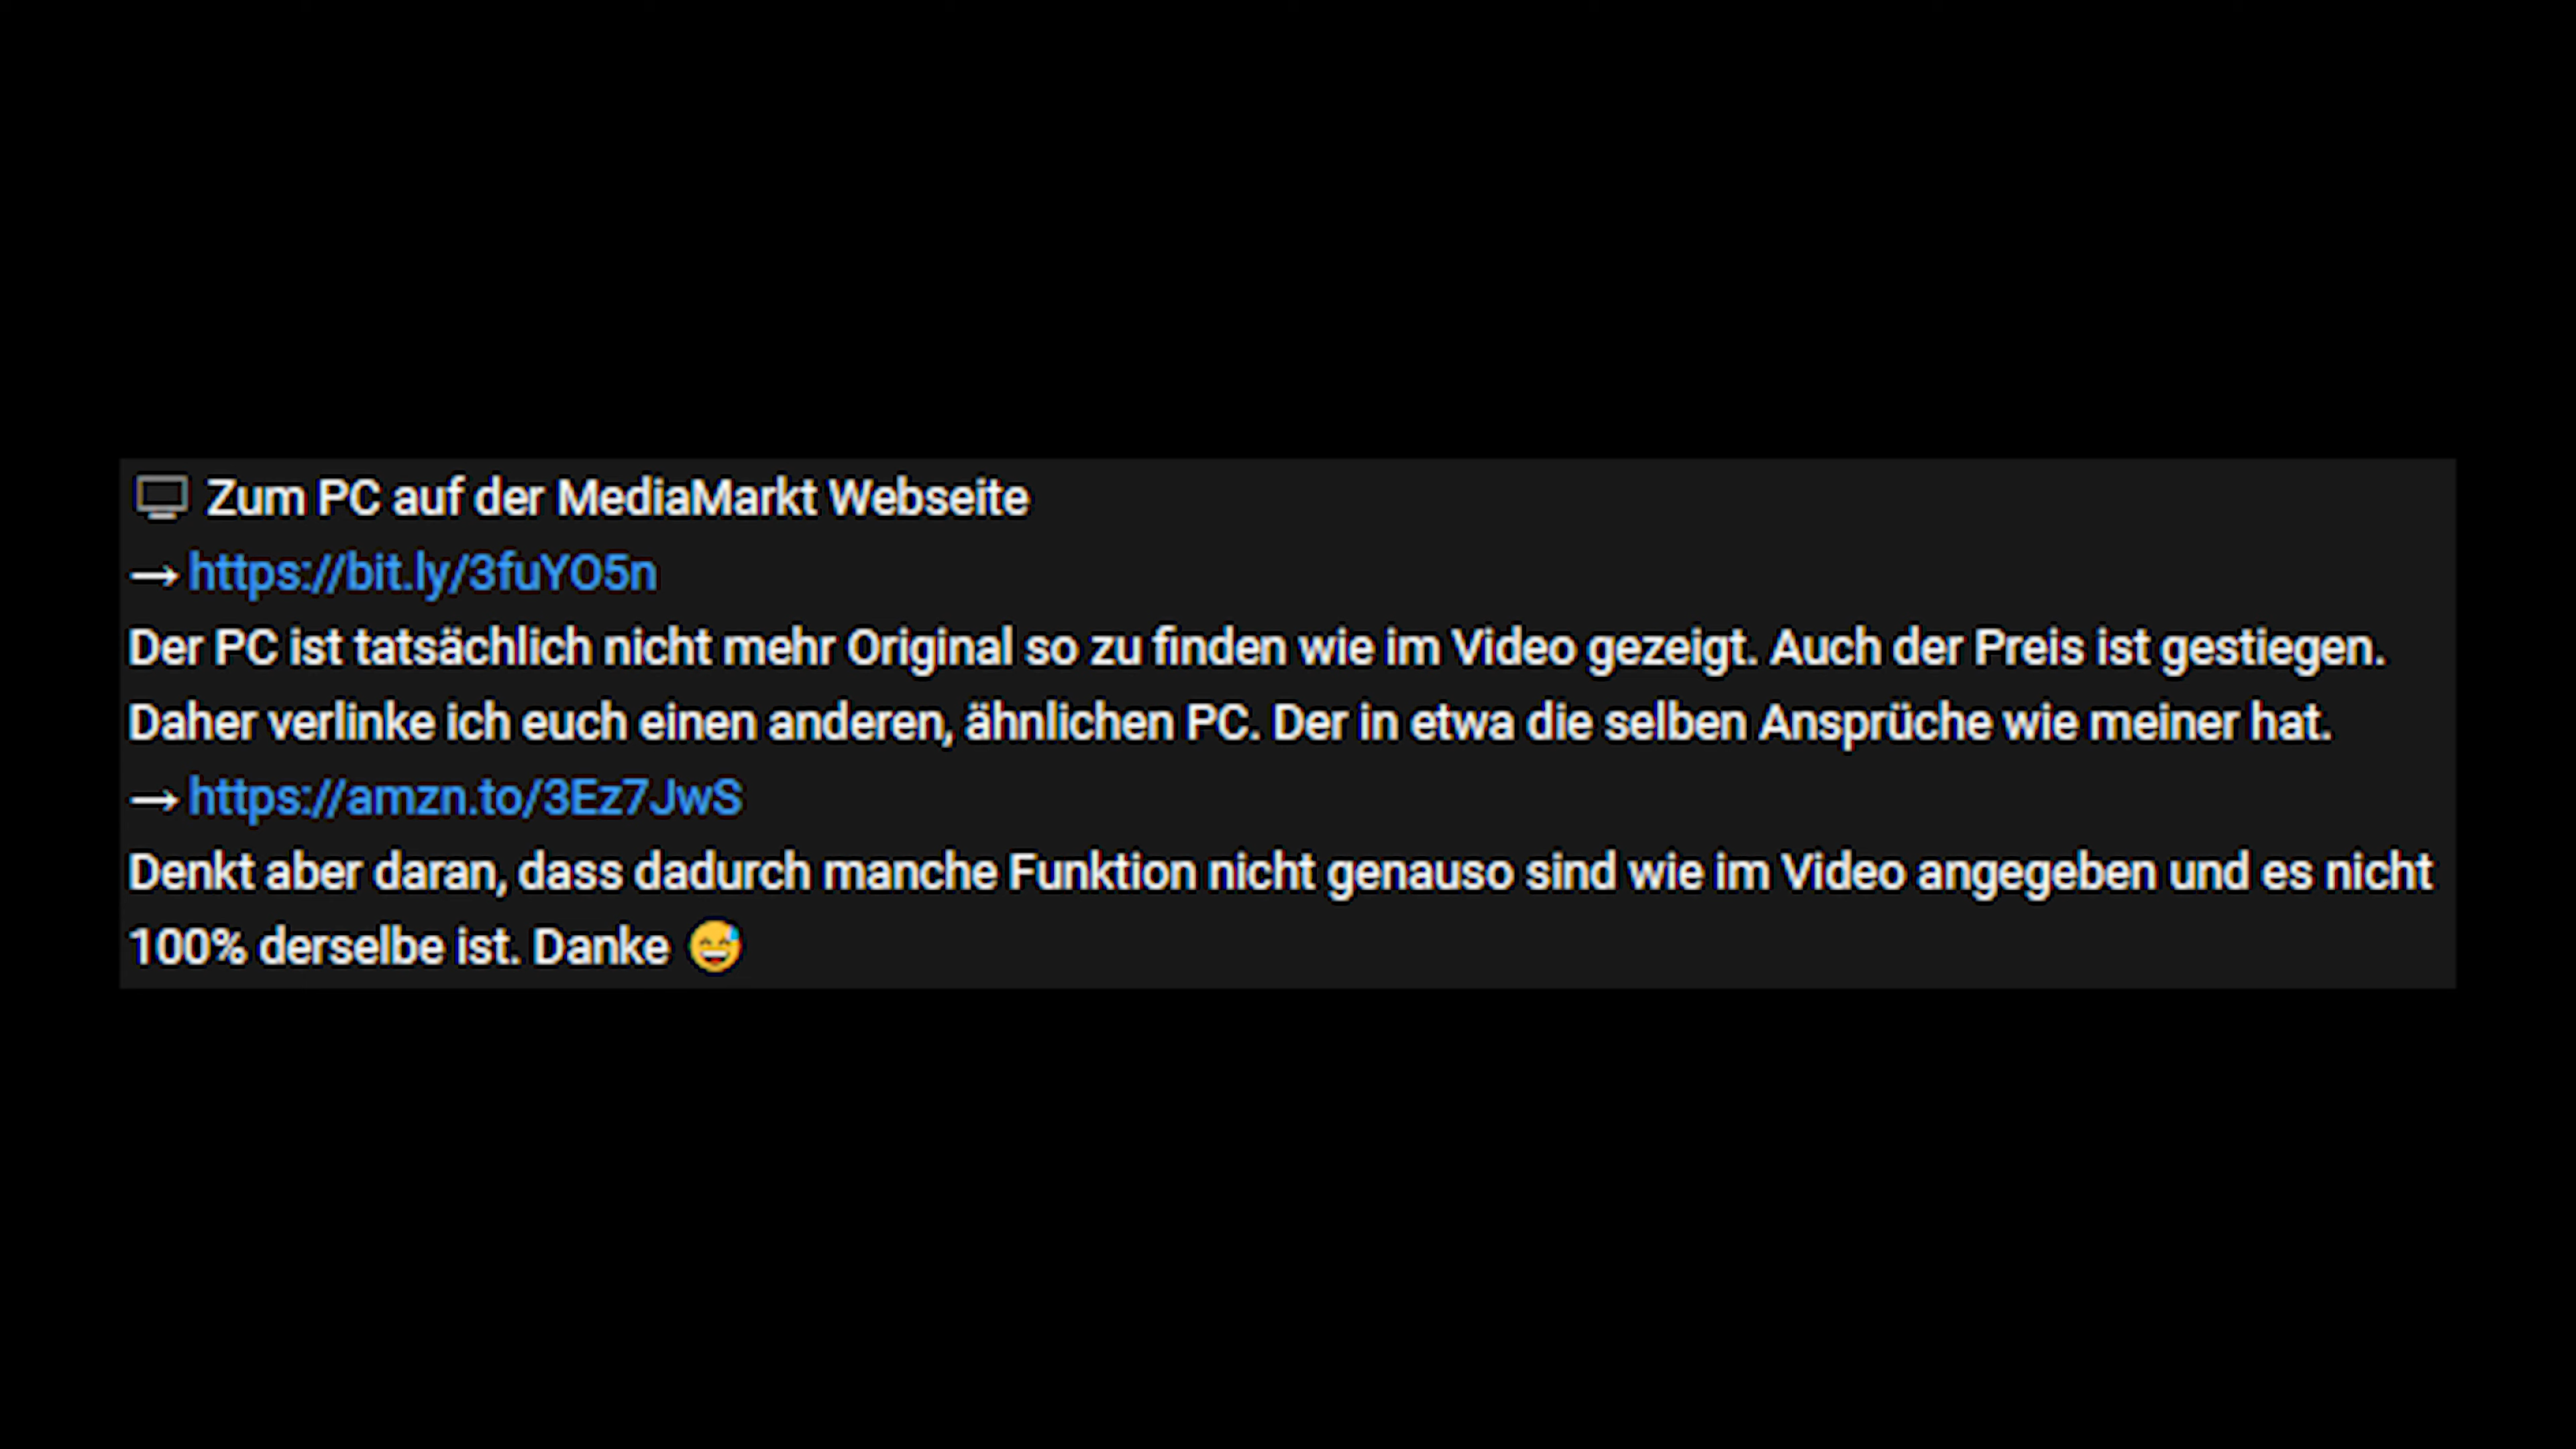 🖥 Zum PC auf der MediaMarkt Webseite
→ https://bit.ly/3fuYO5n
Der PC ist tatsächlich nicht mehr Original so zu finden wie im Video gezeigt. Auch der Preis ist gestiegen.
Daher verlinke ich euch einen anderen, ähnlichen PC. Der in etwa die selben Ansprüche wie meiner hat.
→ https://amzn.to/3Ez7JwS
Denkt aber daran, dass dadurch manche Funktion nicht genauso sind wie im Video angegeben und es nicht
100% derselbe ist. Danke 😅